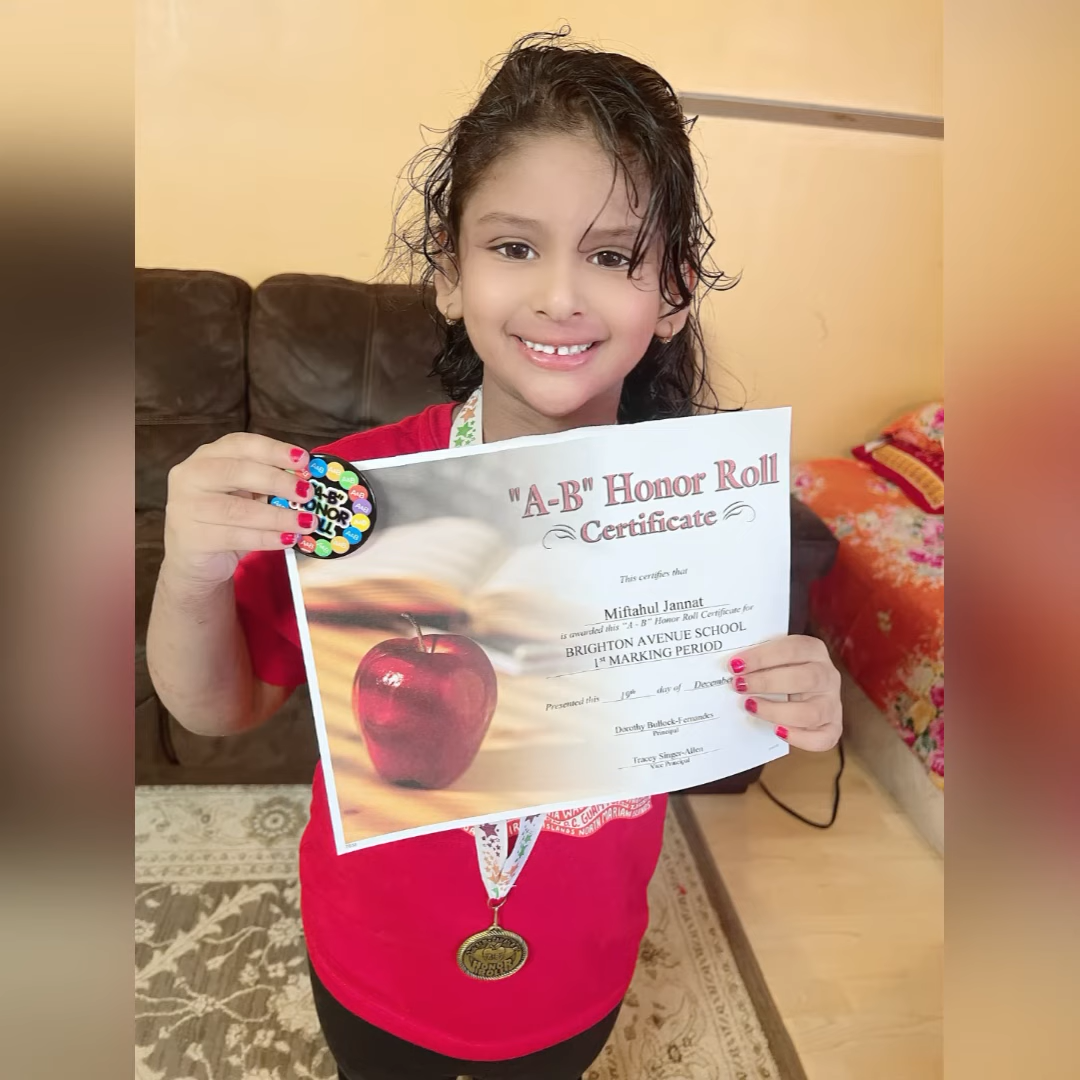 "A-B" Honor Roll
Certificate
This certifies that
Miftahul Jannat
is awarded this "A - B" Honor Roll Certificate for
BRIGHTON AVENUE SCHOOL
1st MARKING PERIOD
Presented this 19th day of December
Dorothy Bullock-Fernandes
Principal
Tracey Singer-Allen
Vice Principal
"A-B"
HONOR
ROLL
HONOR
ROLL